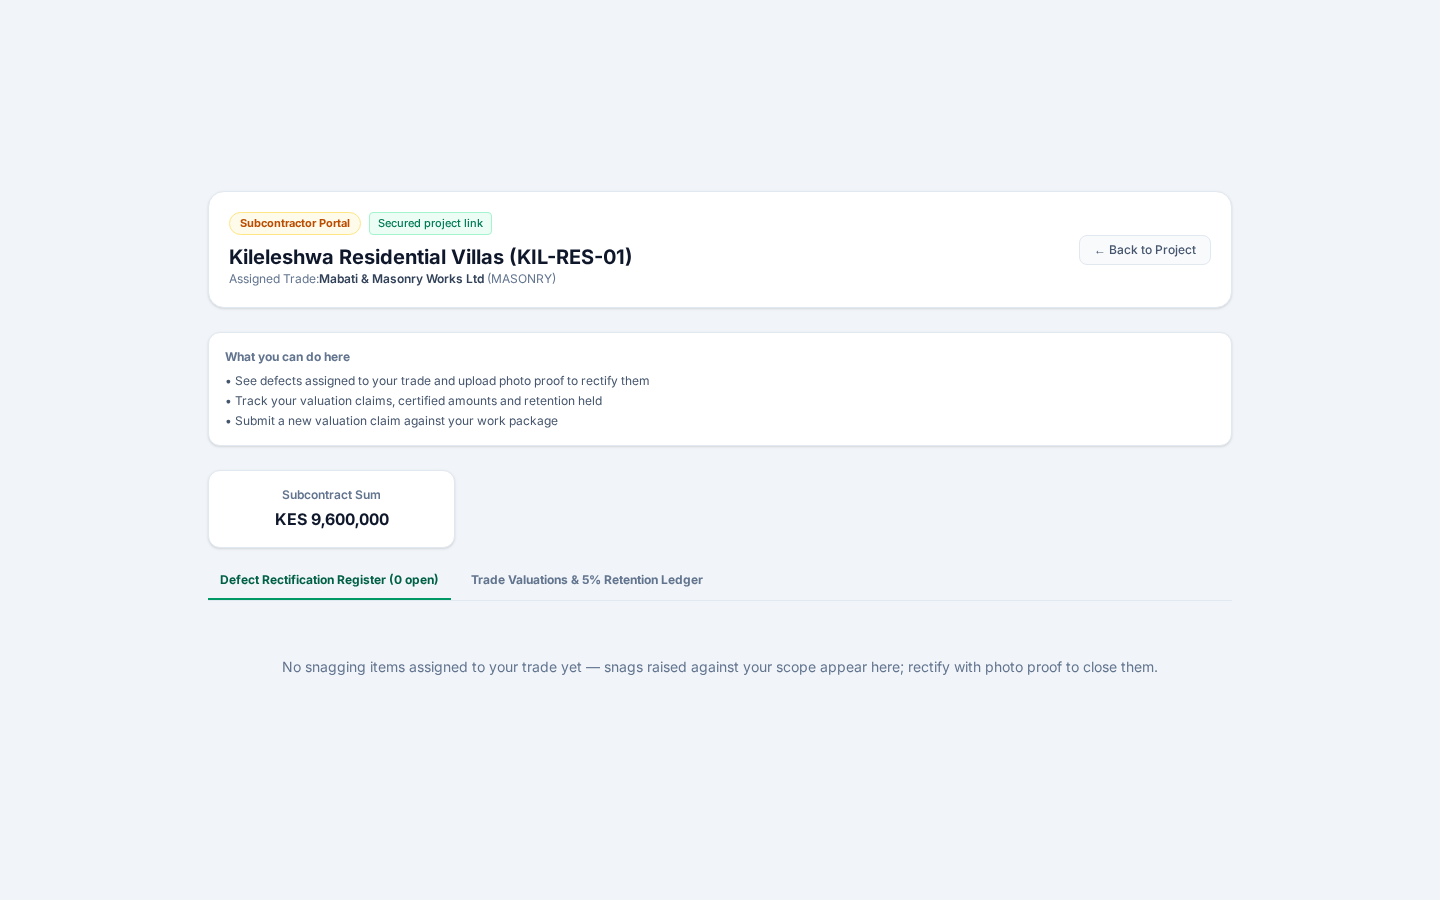 Subcontractor Portal
Secured project link
Kileleshwa Residential Villas (KIL-RES-01)
Assigned Trade:Mabati & Masonry Works Ltd (MASONRY)
← Back to Project
What you can do here
• See defects assigned to your trade and upload photo proof to rectify them
• Track your valuation claims, certified amounts and retention held
• Submit a new valuation claim against your work package
Subcontract Sum
KES 9,600,000
Defect Rectification Register (0 open)
Trade Valuations & 5% Retention Ledger
No snagging items assigned to your trade yet — snags raised against your scope appear here; rectify with photo proof to close them.